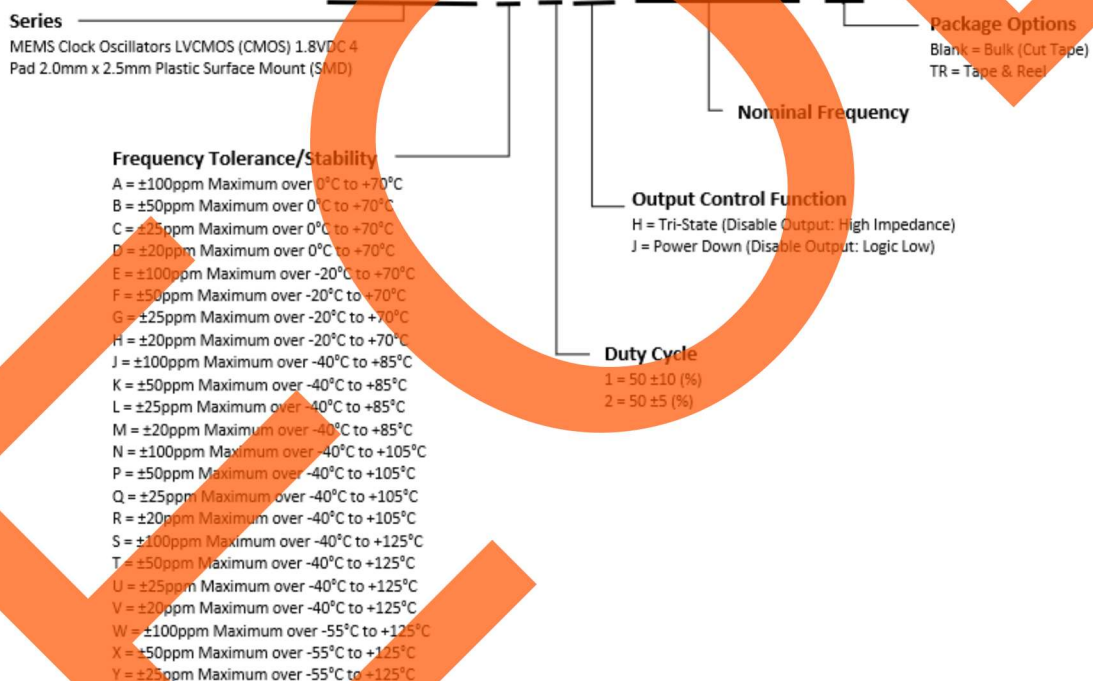 Series
MEMS Clock Oscillators LVCMOS (CMOS) 1.8VDC 4
Pad 2.0mm x 2.5mm Plastic Surface Mount (SMD)
Package Options
Blank = Bulk (Cut Tape)
TR = Tape & Reel
Nominal Frequency
Output Control Function
H = Tri-State (Disable Output: High Impedance)
J = Power Down (Disable Output: Logic Low)
Duty Cycle
1 = 50 ±10 (%)
2 = 50 ±5 (%)
Frequency Tolerance/Stability
A = ±100ppm Maximum over 0°C to +70°C
B = ±50ppm Maximum over 0°C to +70°C
C = ±25ppm Maximum over 0°C to +70°C
D = ±20ppm Maximum over 0°C to +70°C
E = ±100ppm Maximum over -20°C to +70°C
F = ±50ppm Maximum over -20°C to +70°C
G = ±25ppm Maximum over -20°C to +70°C
H = ±20ppm Maximum over -20°C to +70°C
J = ±100ppm Maximum over -40°C to +85°C
K = ±50ppm Maximum over -40°C to +85°C
L = ±25ppm Maximum over -40°C to +85°C
M = ±20ppm Maximum over -40°C to +85°C
N = ±100ppm Maximum over -40°C to +105°C
P = ±50ppm Maximum over -40°C to +105°C
Q = ±25ppm Maximum over -40°C to +105°C
R = ±20ppm Maximum over -40°C to +105°C
S = ±100ppm Maximum over -40°C to +125°C
T = ±50ppm Maximum over -40°C to +125°C
U = ±25ppm Maximum over -40°C to +125°C
V = ±20ppm Maximum over -40°C to +125°C
W = ±100ppm Maximum over -55°C to +125°C
X = ±50ppm Maximum over -55°C to +125°C
Y = ±25ppm Maximum over -55°C to +125°C